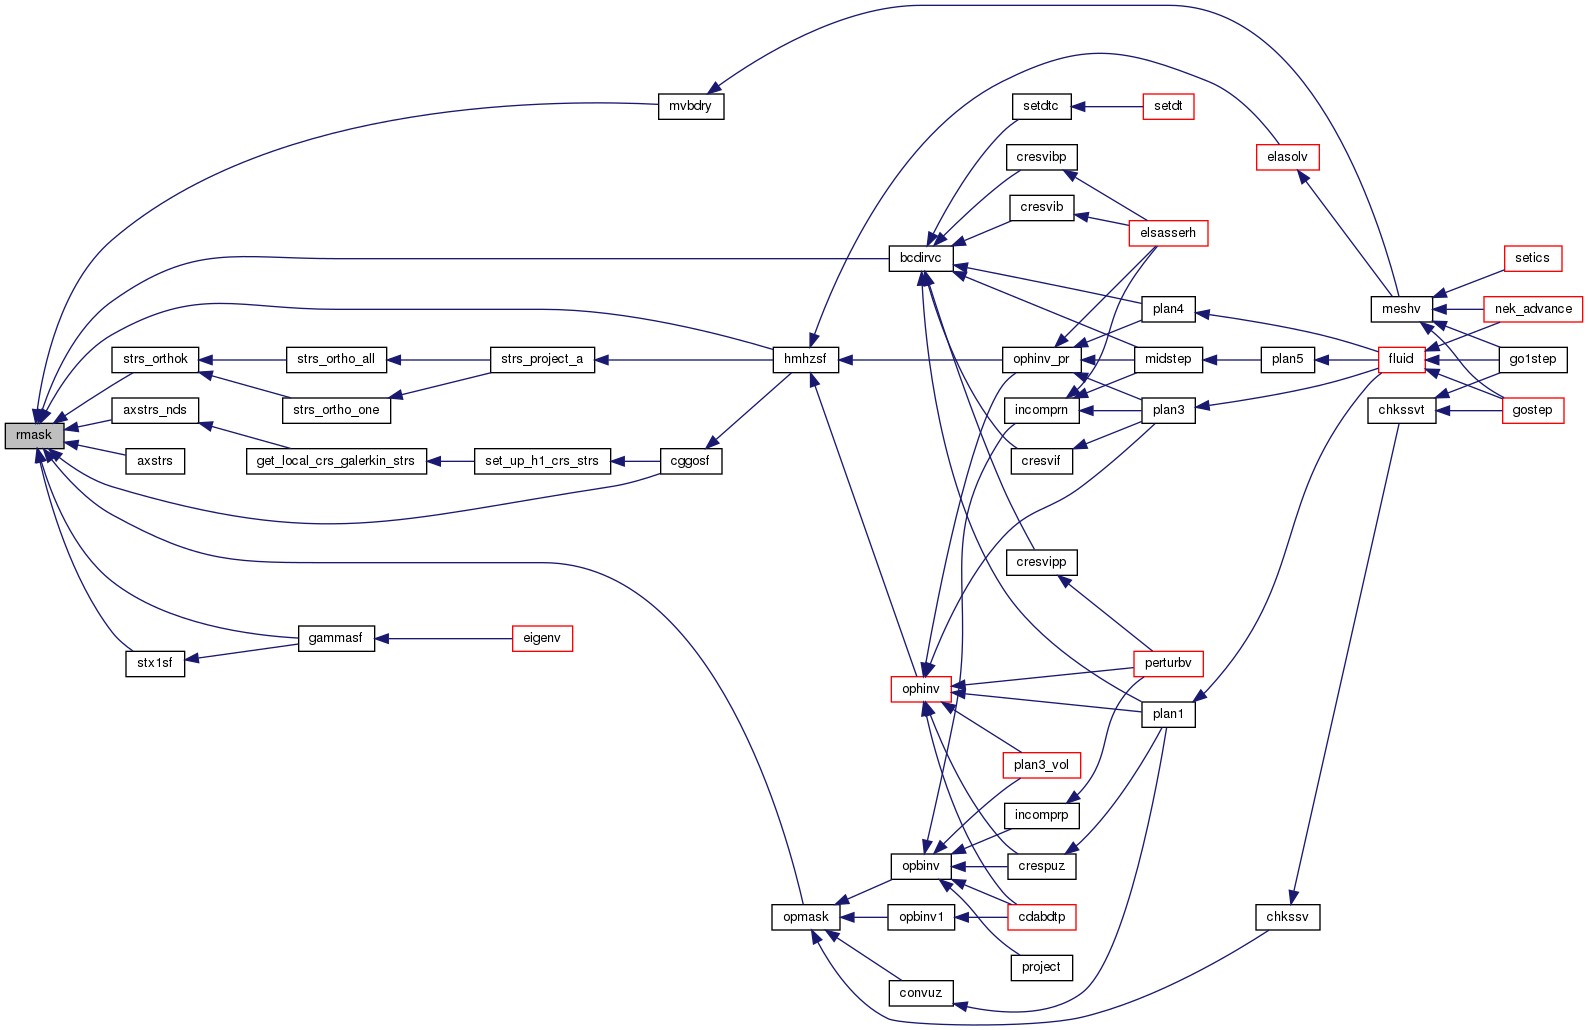 rmask
mvbdry
strs_orthok
axstrs_nds
axstrs
stx1sf
strs_ortho_all
strs_ortho_one
get_local_crs_galerkin_strs
gammasf
strs_project_a
set_up_h1_crs_strs
eigenv
cggosf
hmhzsf
opmask
bcdirvc
ophinv
opbinv
opbinv1
convuz
setdtc
cresvibp
cresvib
ophinv_pr
incomprn
cresvif
cresvipp
plan3_vol
incomprp
crespuz
cdabdtp
project
setdt
elsasserh
plan4
midstep
plan3
perturbv
plan1
elasolv
plan5
chkssv
meshv
fluid
chkssvt
setics
nek_advance
go1step
gostep